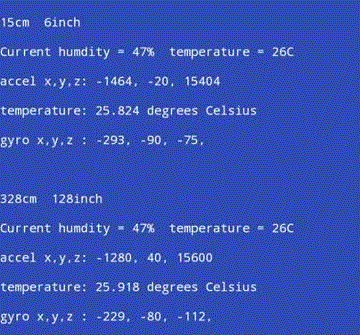 15cm  6inch
Current humdity = 47%  temperature = 26C
accel x,y,z: -1464, -20, 15404
temperature: 25.824 degrees Celsius
gyro x,y,z : -293, -90, -75,
328cm  128inch
Current humdity = 47%  temperature = 26C
accel x,y,z: -1280, 40, 15600
temperature: 25.918 degrees Celsius
gyro x,y,z : -229, -80, -112,